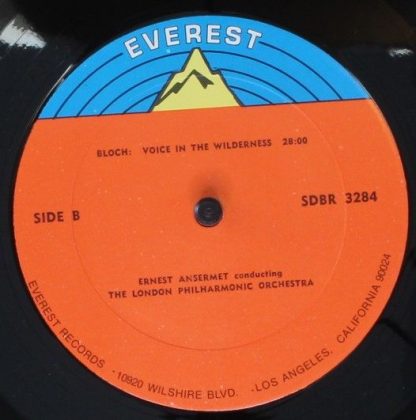 EVEREST
BLOCH: VOICE IN THE WILDERNESS 28:00
SIDE B
SDBR 3284
ERNEST ANSERMET conducting
THE LONDON PHILHARMONIC ORCHESTRA
EVEREST RECORDS · 10920 WILSHIRE BLVD. · LOS ANGELES, CALIFORNIA 90024